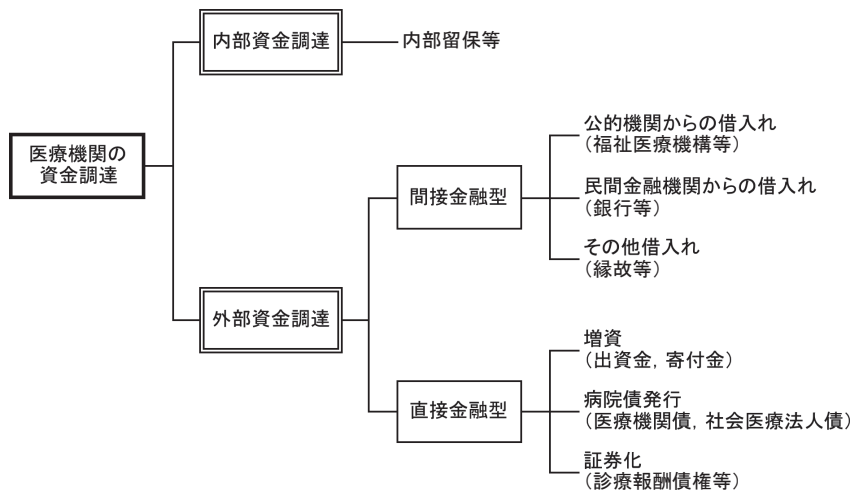 医療機関の
資金調達
内部資金調達
内部留保等
外部資金調達
間接金融型
公的機関からの借入れ
（福祉医療機構等）
民間金融機関からの借入れ
（銀行等）
その他借入れ
（縁故等）
直接金融型
増資
（出資金，寄付金）
病院債発行
（医療機関債，社会医療法人債）
証券化
（診療報酬債権等）